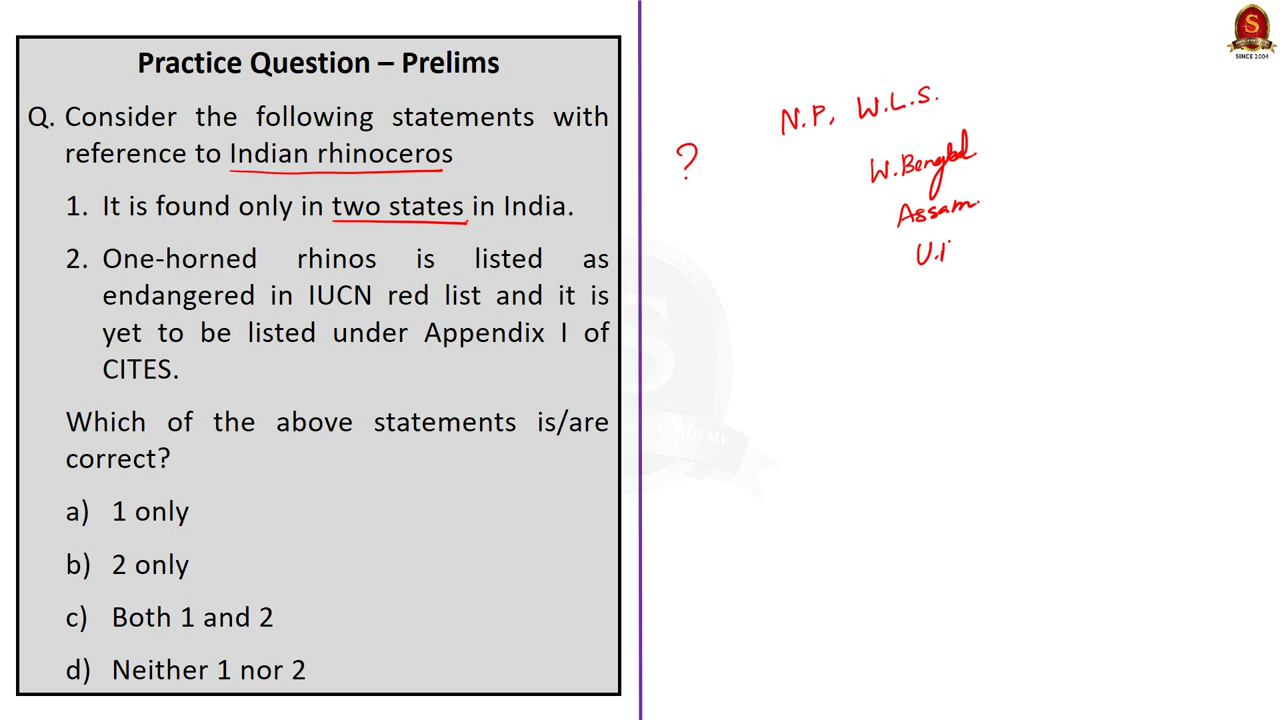 Practice Question – Prelims
Q. Consider the following statements with
reference to Indian rhinoceros
1. It is found only in two states in India.
2. One-horned rhinos is listed as
endangered in IUCN red list and it is
yet to be listed under Appendix I of
CITES.
Which of the above statements is/are
correct?
a) 1 only
b) 2 only
c) Both 1 and 2
d) Neither 1 nor 2
N.P, W.L.S.
?
W. Bengal
Assam
S
SINCE 2004
ACADEMY